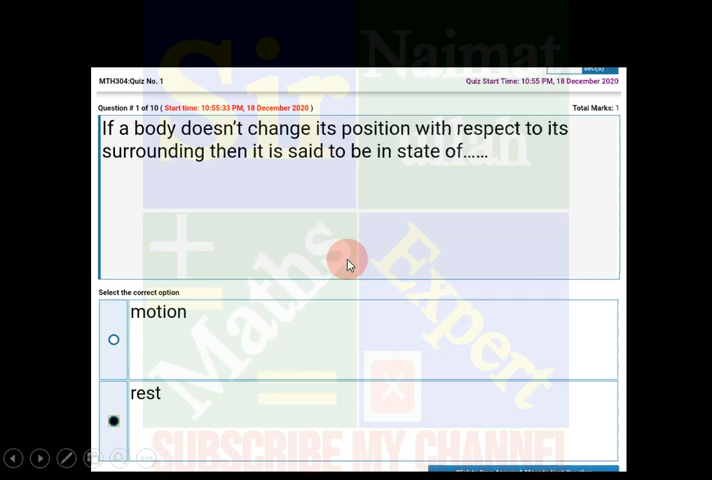 MTH304:Quiz No. 1
Quiz Start Time: 10:55 PM, 18 December 2020
Question # 1 of 10 ( Start time: 10:55:33 PM, 18 December 2020 )
Total Marks: 1
If a body doesn't change its position with respect to its
surrounding then it is said to be in state of......
Select the correct option
motion
rest
Sir
Naimat
ullah
Maths
Expert
SUBSCRIBE MY CHANNEL